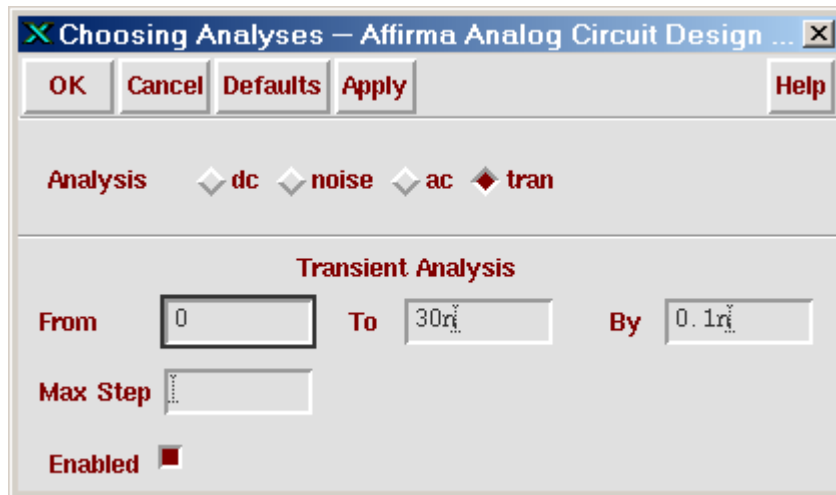 Choosing Analyses — Affirma Analog Circuit Design ...
OK Cancel Defaults Apply Help
Analysis dc noise ac tran
Transient Analysis
From 0 To 30n By 0.1n
Max Step
Enabled